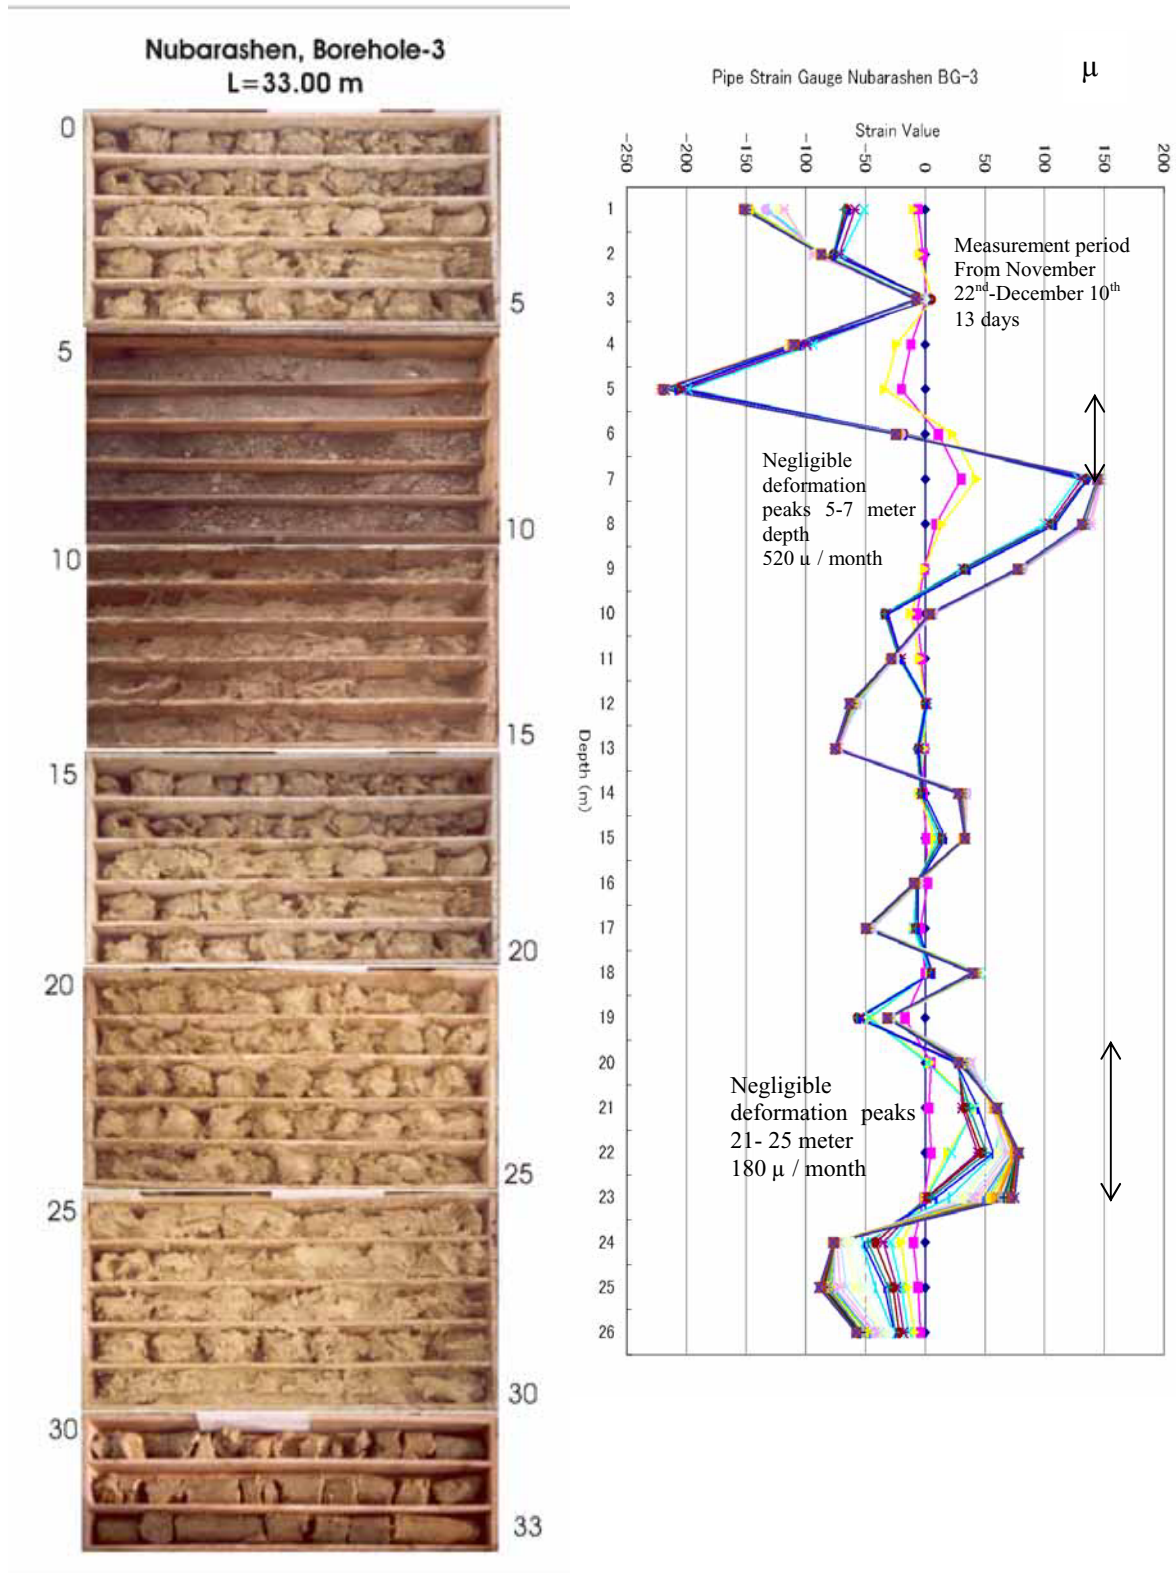 Nubarashen, Borehole-3
L=33.00 m
0
5
5
10
10
15
15
20
20
25
25
30
30
33
Pipe Strain Gauge Nubarashen BG-3
μ
Strain Value
-250
-200
-150
-100
-50
0
50
100
150
200
Depth (m)
1
2
3
4
5
6
7
8
9
10
11
12
13
14
15
16
17
18
19
20
21
22
23
24
25
26
Measurement period
From November
22nd-December 10th
13 days
Negligible
deformation
peaks 5-7 meter
depth
520 μ / month
Negligible
deformation peaks
21- 25 meter
180 μ / month